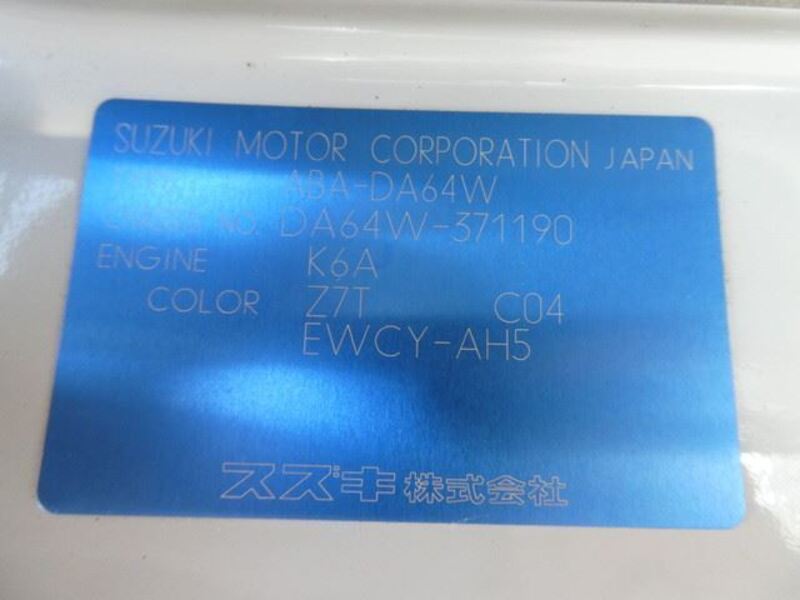 SUZUKI MOTOR CORPORATION JAPAN
ABA-DA64W
NO. DA64W-371190
ENGINE K6A
COLOR Z7T C04
EWCY-AH5
スズキ株式会社